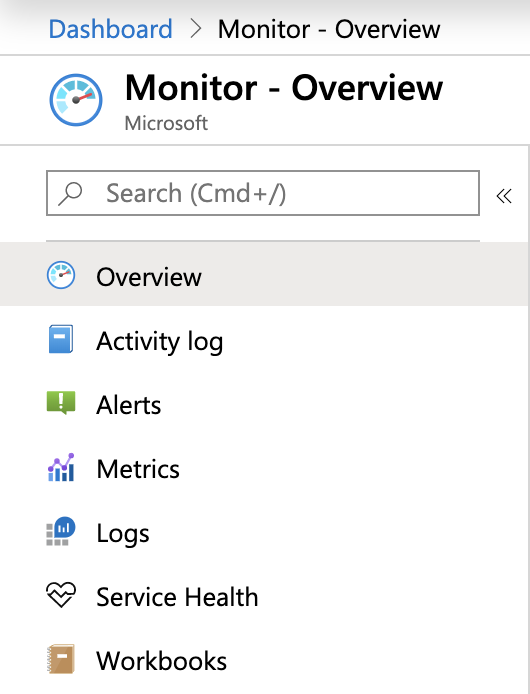 Dashboard > Monitor - Overview
Monitor - Overview
Microsoft
Search (Cmd+/) «
Overview
Activity log
Alerts
Metrics
Logs
Service Health
Workbooks